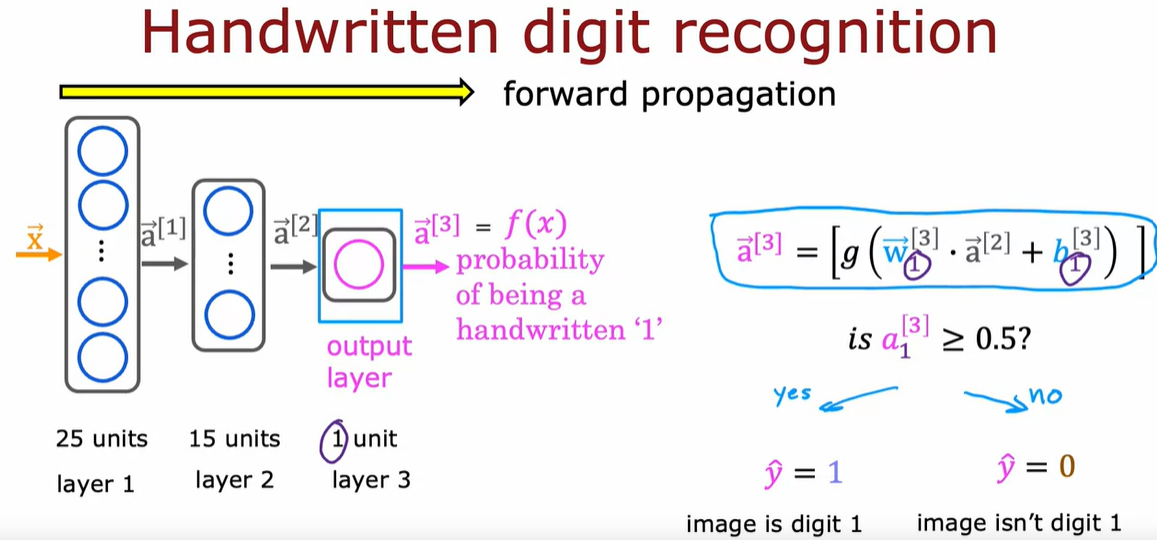 Handwritten digit recognition
forward propagation
x⃗
a⃗[1]
a⃗[2]
a⃗[3] = f(x)
probability
of being a
handwritten ‘1’
output
layer
25 units
layer 1
15 units
layer 2
1 unit
layer 3
a⃗[3] = [g(w⃗₁[3] · a⃗[2] + b₁[3])]
is a₁[3] ≥ 0.5?
yes
no
ŷ = 1
ŷ = 0
image is digit 1
image isn’t digit 1